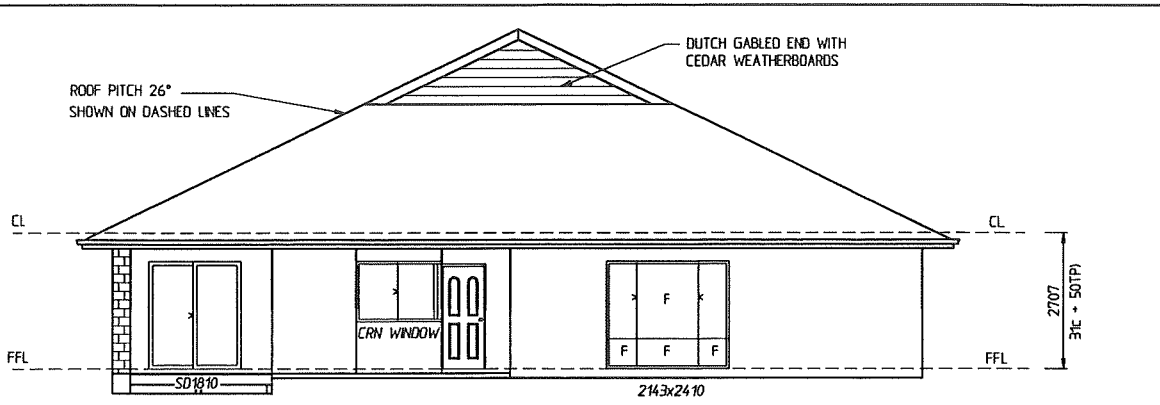 DUTCH GABLED END WITH
CEDAR WEATHERBOARDS
ROOF PITCH 26°
SHOWN ON DASHED LINES
CL
CL
2707
31c + 50TP)
F
CRN WINDOW
F F F
FFL
FFL
SD1810
2143x2410